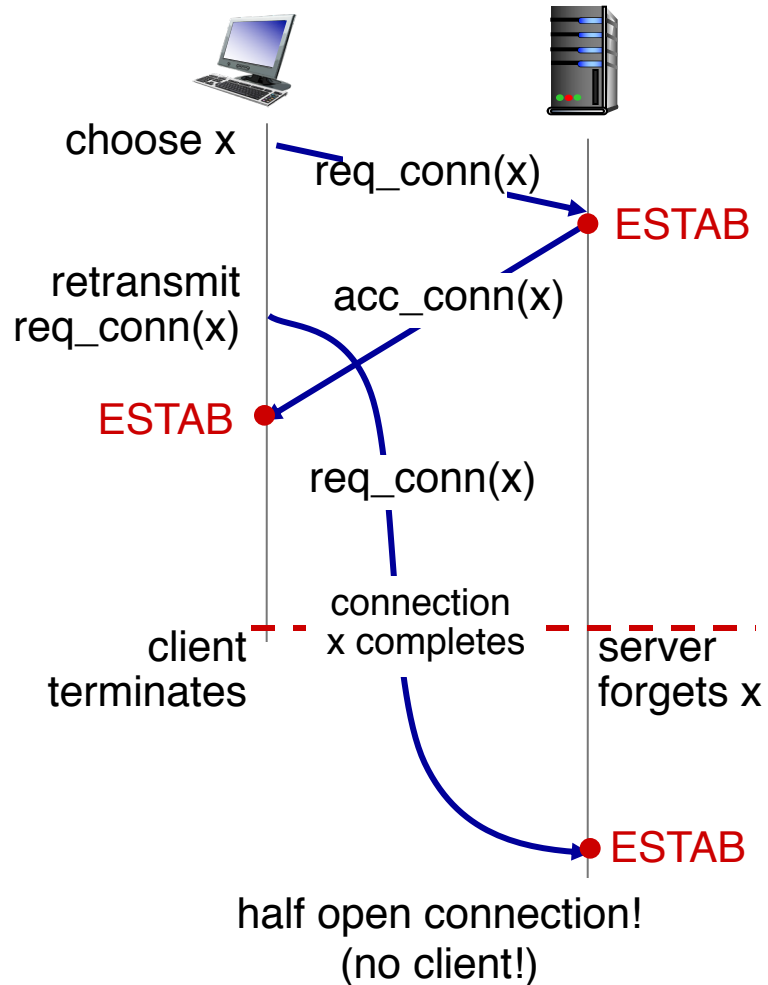 choose x
req_conn(x)
ESTAB
retransmit
req_conn(x)
acc_conn(x)
ESTAB
req_conn(x)
connection
x completes
client
terminates
server
forgets x
ESTAB
half open connection!
(no client!)